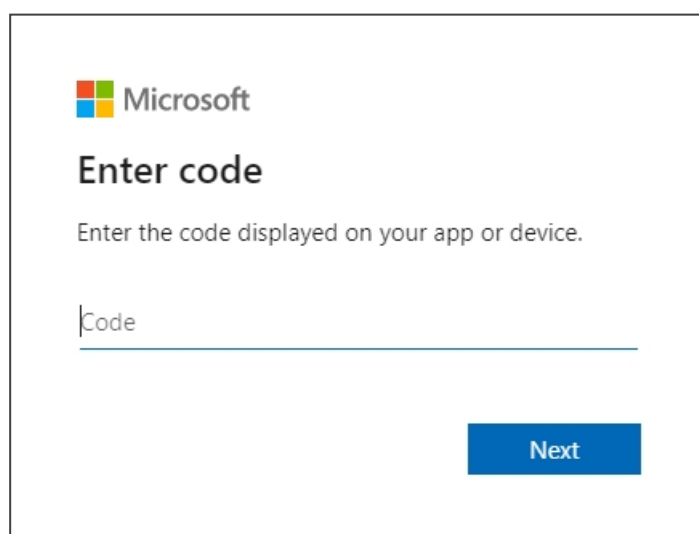 Microsoft
Enter code
Enter the code displayed on your app or device.
Code
Next